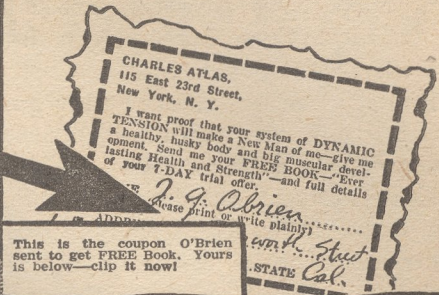 CHARLES ATLAS,
115 East 23rd Street,
New York, N. Y.
I want proof that your system of DYNAMIC
TENSION will make a New Man of me—give me
a healthy, husky body and big muscular devel-
opment. Send me your FREE BOOK—"Ever
lasting Health and Strength"—and full details
of your 7-DAY trial offer.
J. G. OBrien
please print or write plainly)
worth Street
STATE Cal.
This is the coupon O'Brien
sent to get FREE Book. Yours
is below—clip it now!